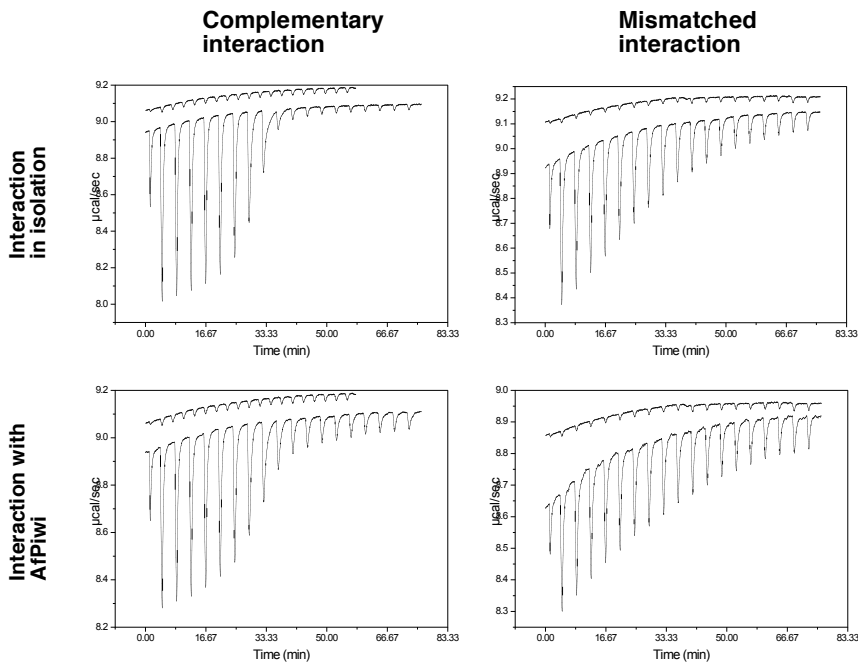 Complementary
interaction
Mismatched
interaction
Interaction
in isolation
9.2
9.0
8.8
8.6
8.4
8.2
8.0
µcal/sec
0.00 16.67 33.33 50.00 66.67 83.33
Time (min)
9.2
9.1
9.0
8.9
8.8
8.7
8.6
8.5
8.4
8.3
µcal/sec
0.00 16.67 33.33 50.00 66.67 83.33
Time (min)
Interaction with
AfPiwi
9.2
9.0
8.8
8.6
8.4
8.2
µcal/sec
0.00 16.67 33.33 50.00 66.67 83.33
Time (min)
9.0
8.9
8.8
8.7
8.6
8.5
8.4
8.3
µcal/sec
0.00 16.67 33.33 50.00 66.67 83.33
Time (min)